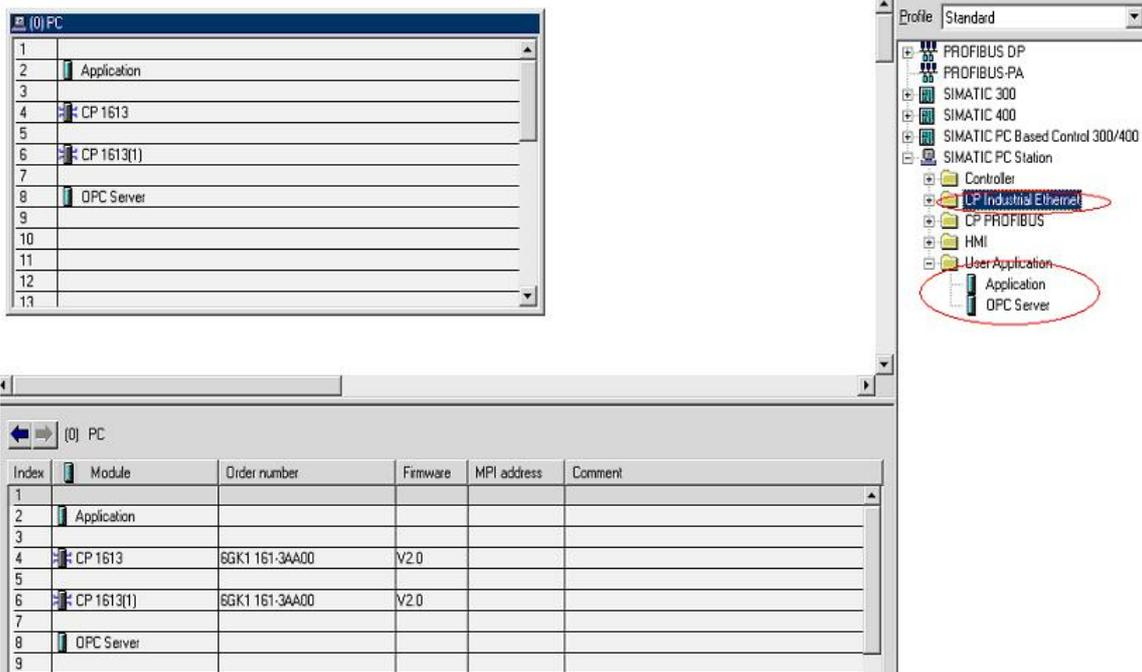 (0) PC
1
2 Application
3
4 CP 1613
5
6 CP 1613(1)
7
8 OPC Server
9
10
11
12
13
Profile Standard
PROFIBUS DP
PROFIBUS-PA
SIMATIC 300
SIMATIC 400
SIMATIC PC Based Control 300/400
SIMATIC PC Station
Controller
CP Industrial Ethernet
CP PROFIBUS
HMI
User Application
Application
OPC Server
(0) PC
Index Module Order number Firmware MPI address Comment
1
2 Application
3
4 CP 1613 6GK1 161-3AA00 V2.0
5
6 CP 1613(1) 6GK1 161-3AA00 V2.0
7
8 OPC Server
9